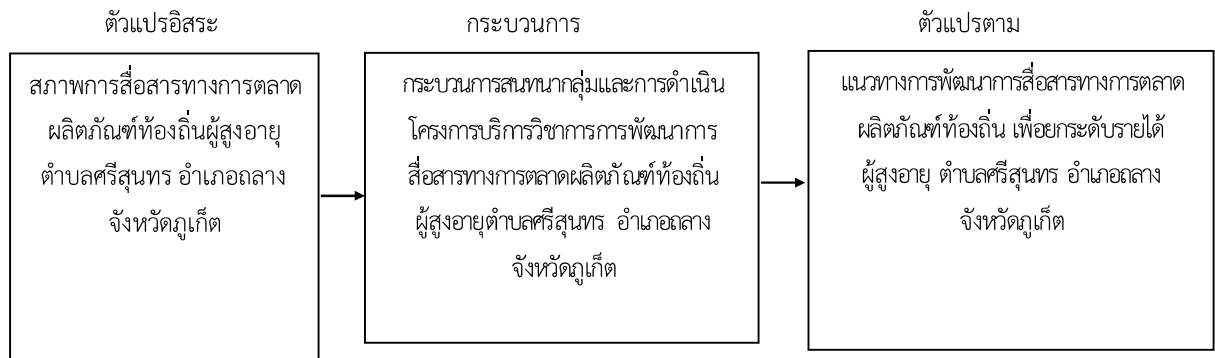 ตัวแปรอิสระ
กระบวนการ
ตัวแปรตาม
สภาพการสื่อสารทางการตลาด
ผลิตภัณฑ์ท้องถิ่นผู้สูงอายุ
ตำบลศรีสุนทร อำเภอถลาง
จังหวัดภูเก็ต
กระบวนการสนทนากลุ่มและการดำเนิน
โครงการบริการวิชาการการพัฒนาการ
สื่อสารทางการตลาดผลิตภัณฑ์ท้องถิ่น
ผู้สูงอายุตำบลศรีสุนทร อำเภอถลาง
จังหวัดภูเก็ต
แนวทางการพัฒนาการสื่อสารทางการตลาด
ผลิตภัณฑ์ท้องถิ่น เพื่อยกระดับรายได้
ผู้สูงอายุ ตำบลศรีสุนทร อำเภอถลาง
จังหวัดภูเก็ต